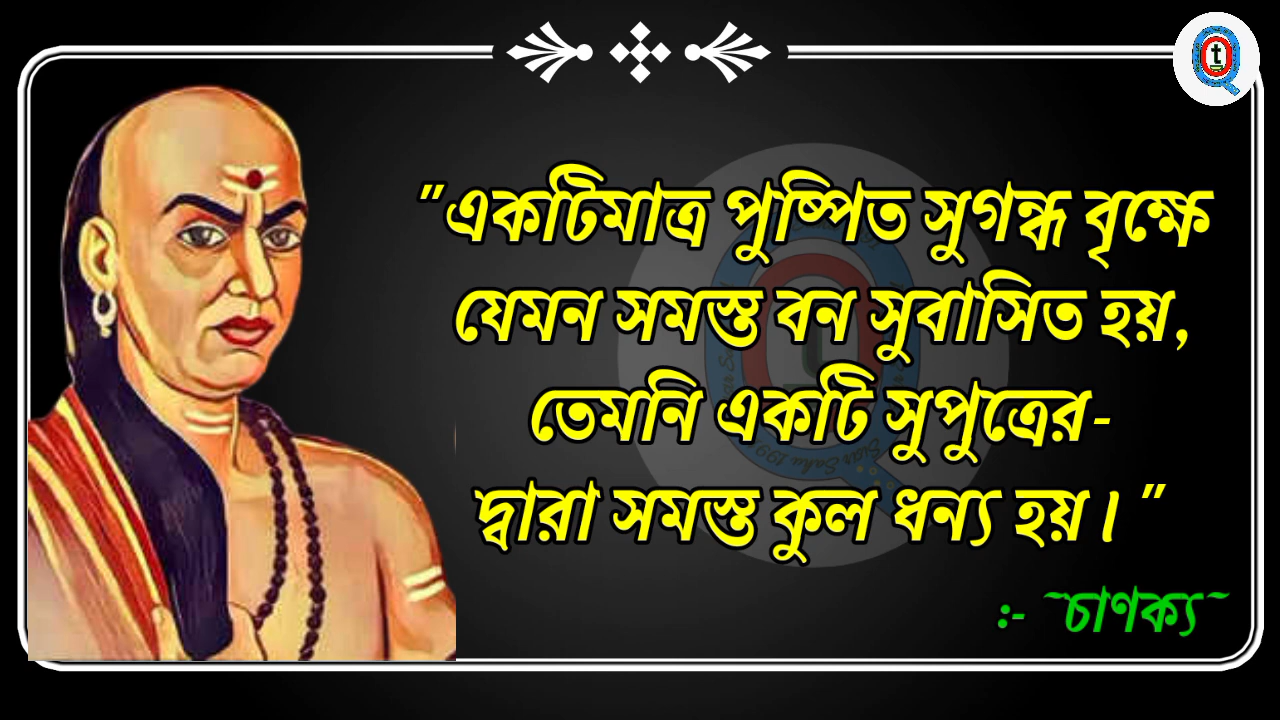 "একটিমাত্র পুষ্পিত সুগন্ধ বৃক্ষে
যেমন সমস্ত বন সুবাসিত হয়,
তেমনি একটি সুপুত্রের-
দ্বারা সমস্ত কুল ধন্য হয়। "
:- ~চাণক্য~